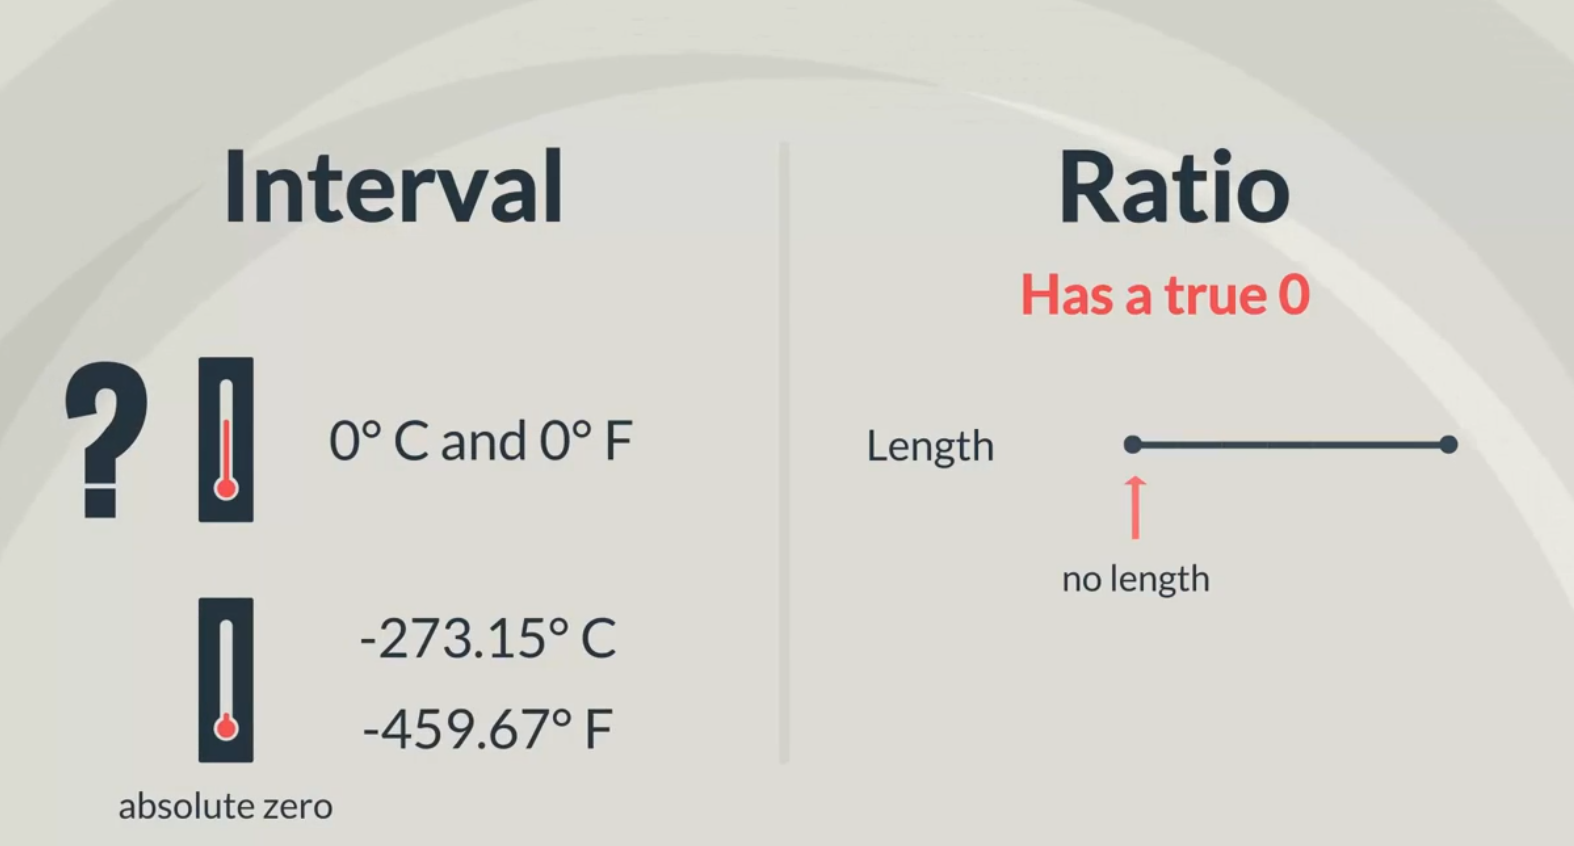 Interval
?
0° C and 0° F
-273.15° C
-459.67° F
absolute zero
Ratio
Has a true 0
Length
no length